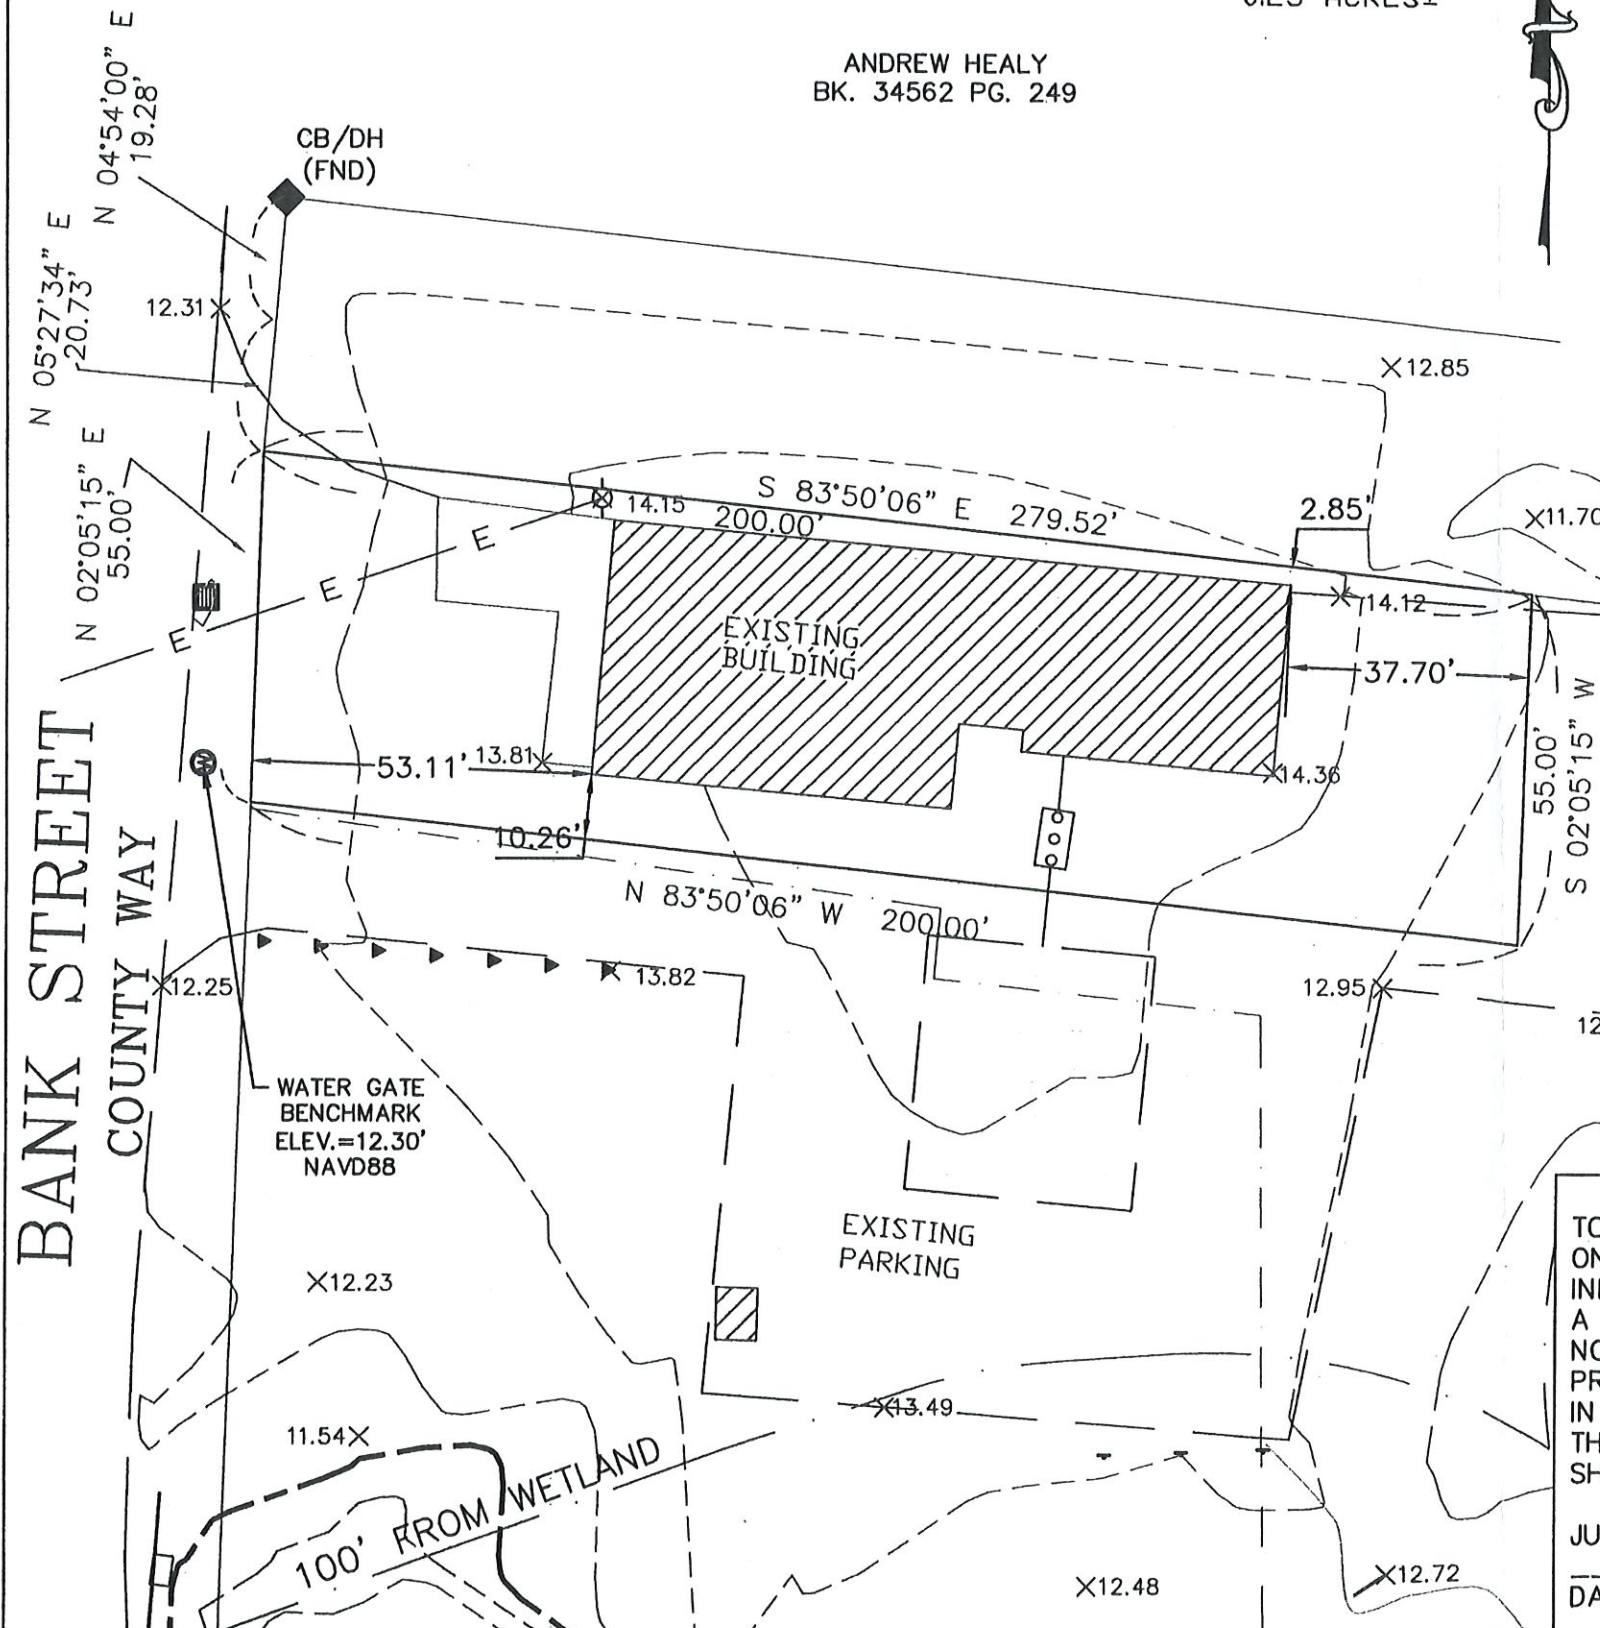 ACRES±
ANDREW HEALY
BK. 34562 PG. 249
N 04°54'00" E
19.28'
CB/DH
(FND)
N 05°27'34" E
20.73'
12.31
12.85
N 02°05'15" E
55.00'
14.15
S 83°50'06" E 279.52'
200.00'
2.85'
11.70
E
E
E
14.12
EXISTING
BUILDING
37.70'
53.11'
13.81
14.36
55.00'
S 02°05'15" W
W
10.26'
N 83°50'06" W 200.00'
BANK STREET
COUNTY WAY
12.25
13.82
12.95
12
WATER GATE
BENCHMARK
ELEV.=12.30'
NAVD88
EXISTING
PARKING
12.23
13.49
11.54
100' FROM WETLAND
12.48
12.72
A
IN